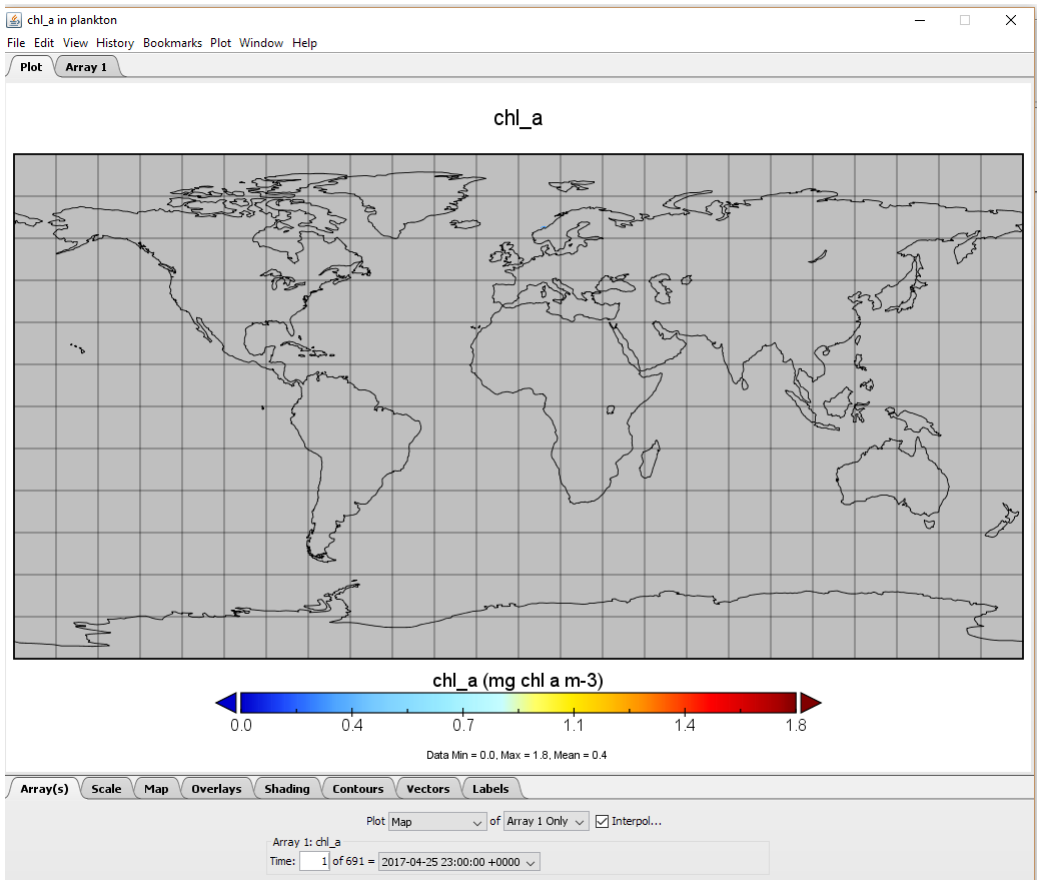 chl_a in plankton
File Edit View History Bookmarks Plot Window Help
Plot Array 1
chl_a
chl_a (mg chl a m-3)
0.0 0.4 0.7 1.1 1.4 1.8
Data Min = 0.0, Max = 1.8, Mean = 0.4
Array(s) Scale Map Overlays Shading Contours Vectors Labels
Plot Map of Array 1 Only Interpol...
Array 1: chl_a
Time: 1 of 691 = 2017-04-25 23:00:00 +0000